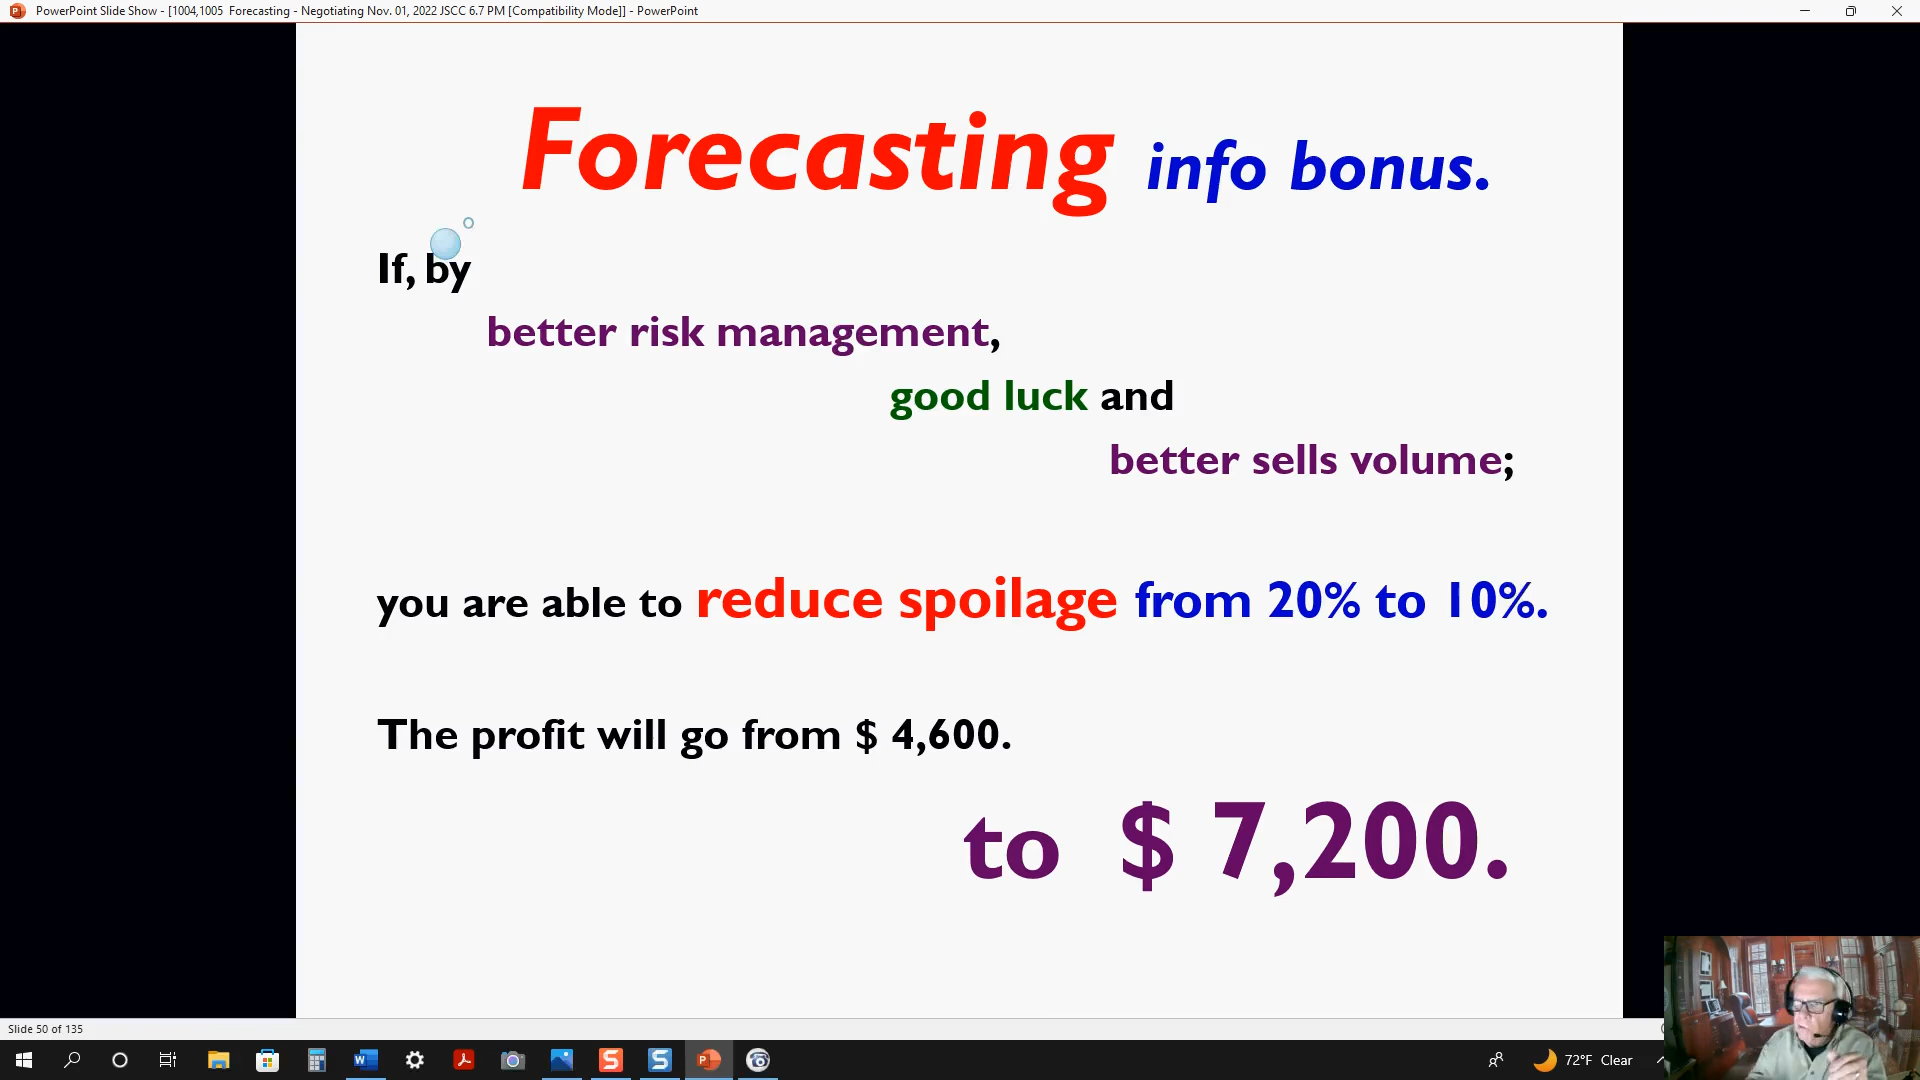 PowerPoint Slide Show - [1004,1005  Forecasting - Negotiating Nov. 01, 2022 JSCC 6.7 PM [Compatibility Mode]] - PowerPoint
Forecasting info bonus.
If, by
better risk management,
good luck and
better sells volume;
you are able to reduce spoilage from 20% to 10%.
The profit will go from $ 4,600.
to $ 7,200.
Slide 50 of 135
72°F Clear